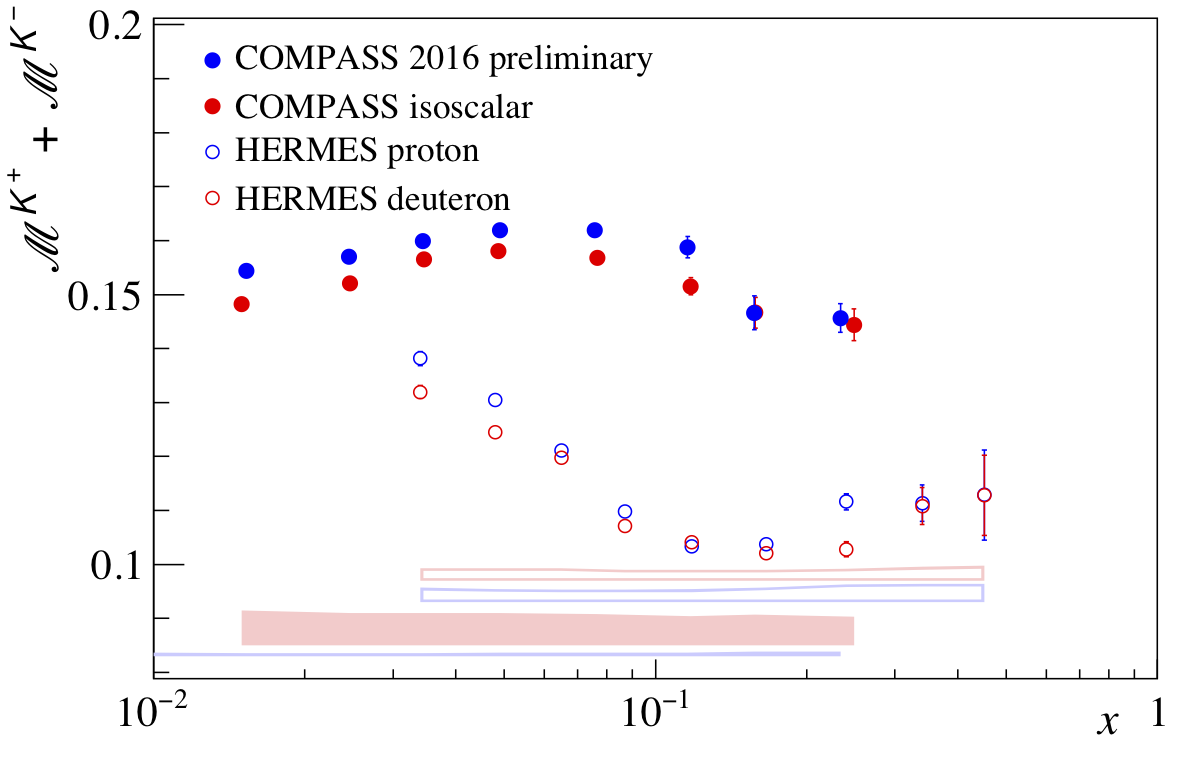 ℳ^K⁺ + ℳ^K⁻
0.2
COMPASS 2016 preliminary
COMPASS isoscalar
HERMES proton
HERMES deuteron
0.15
0.1
10⁻² 10⁻¹ x 1